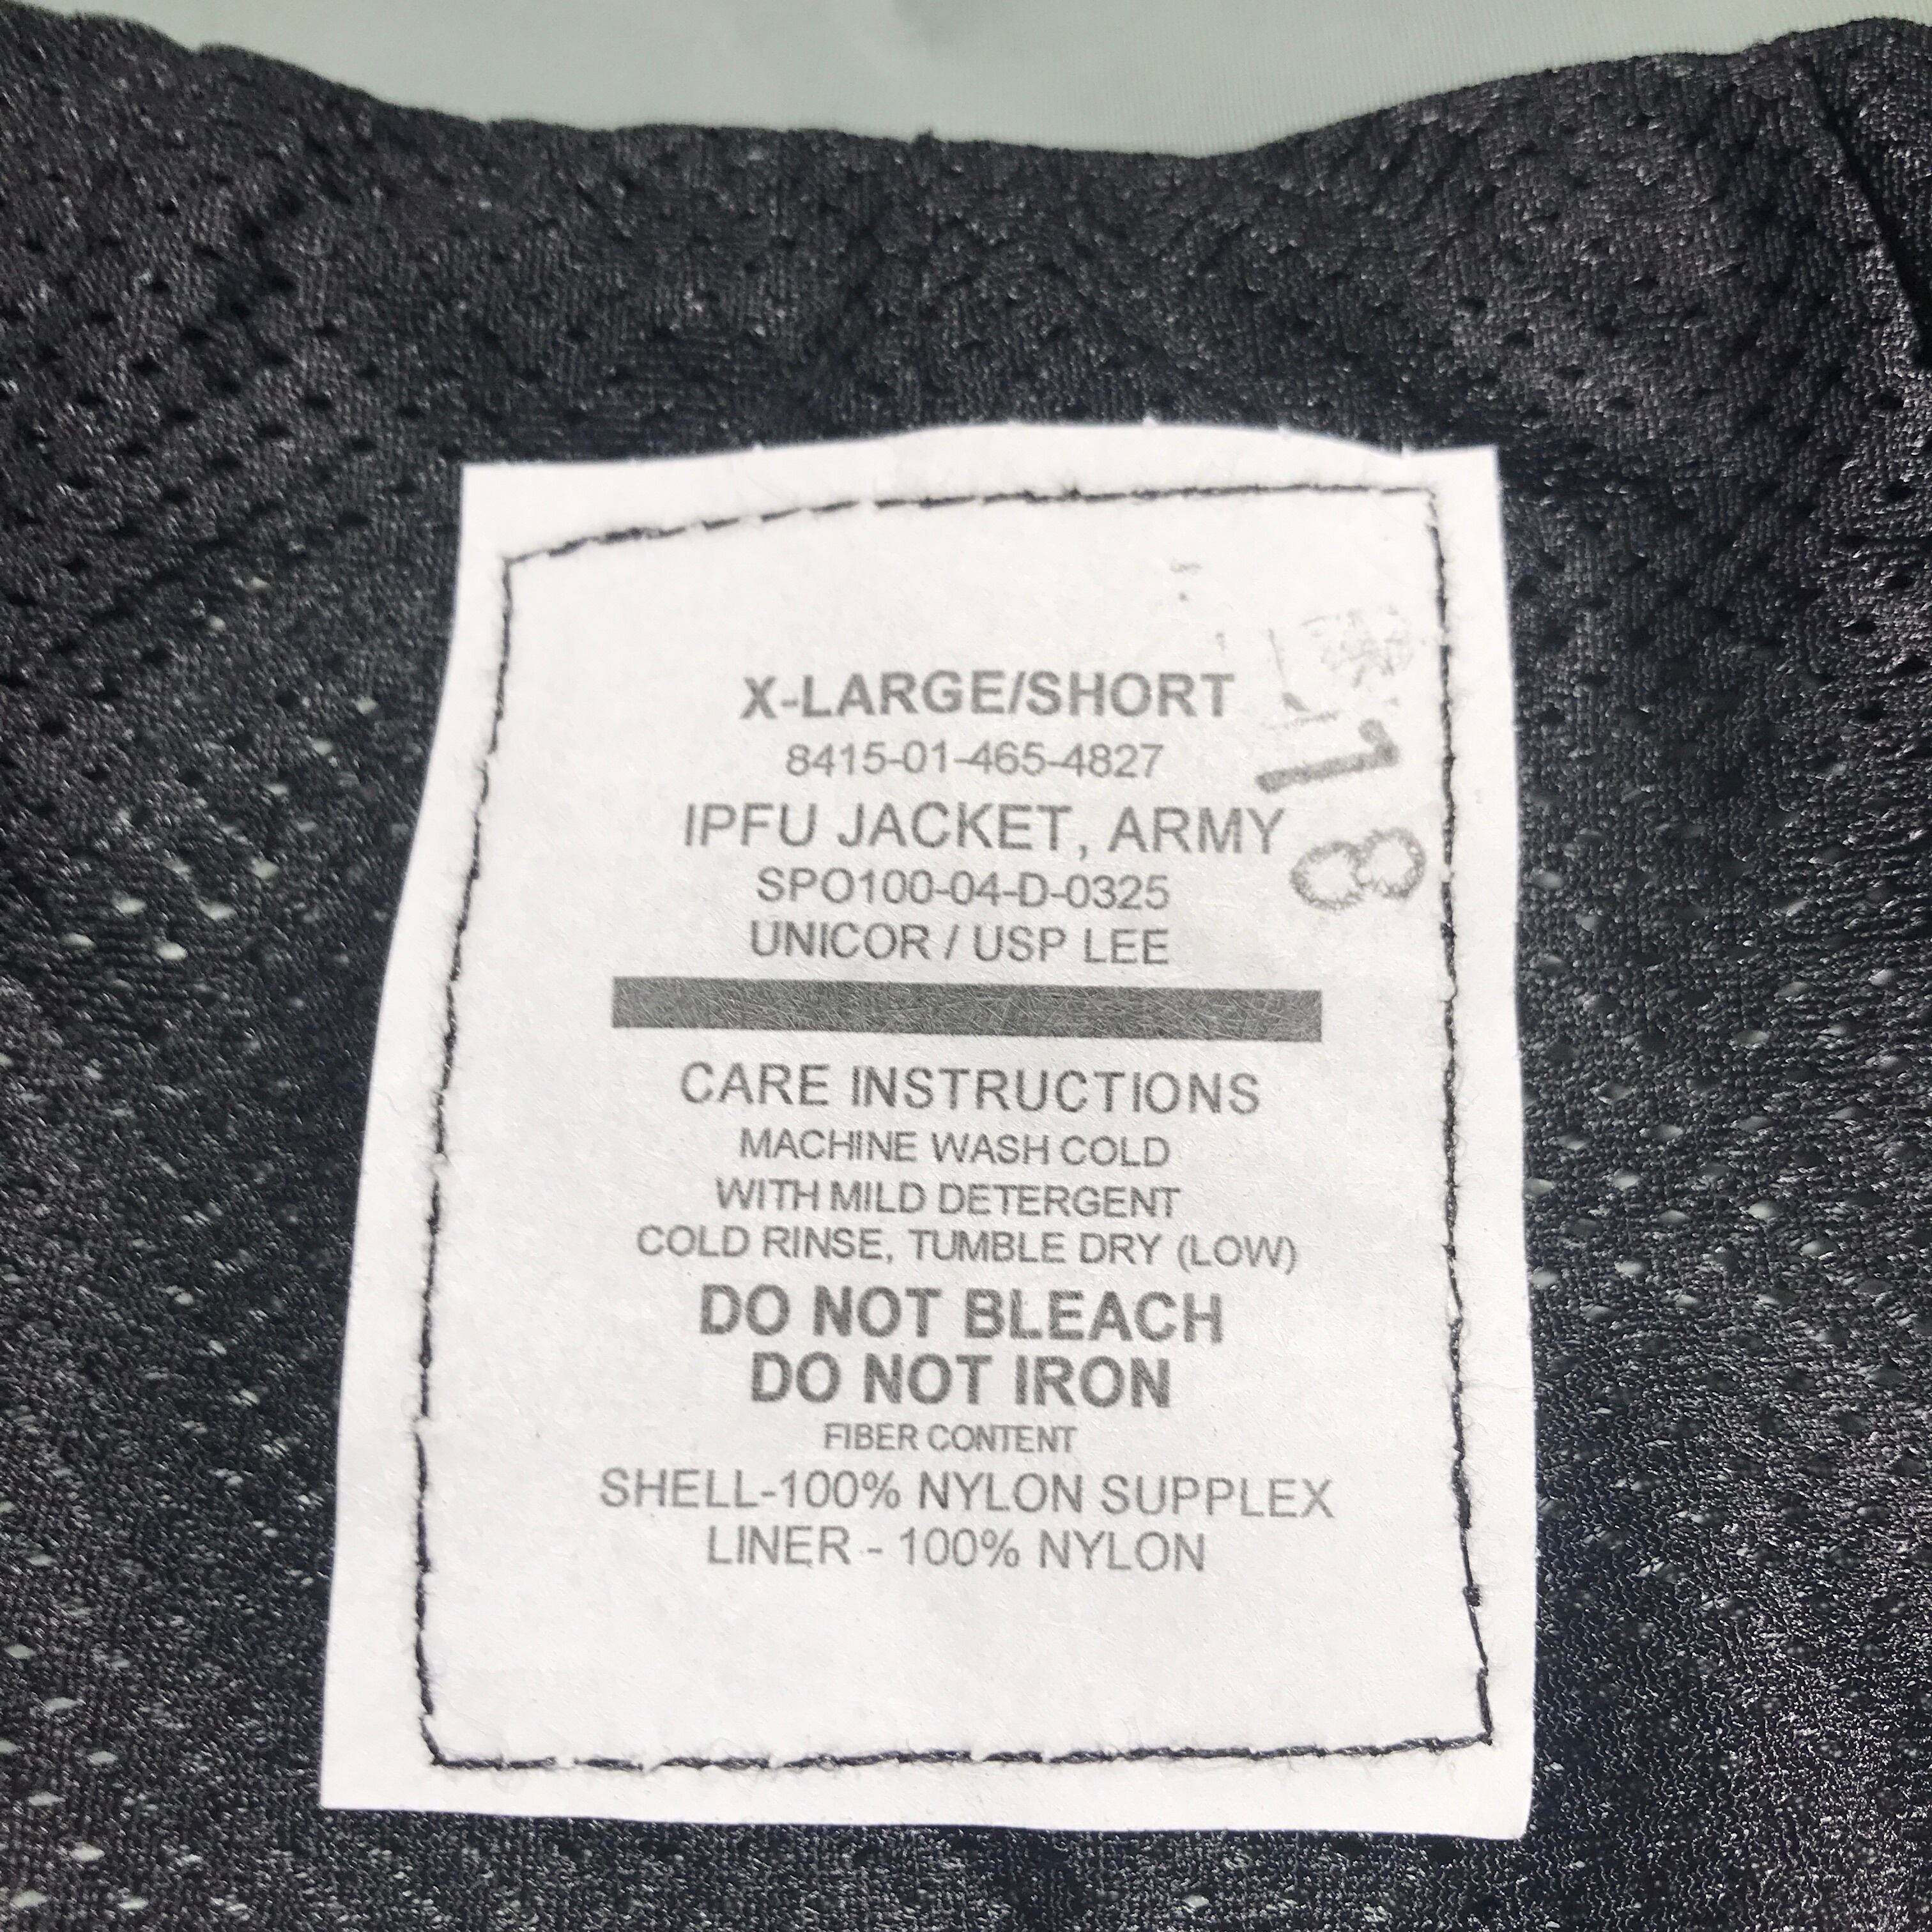 X-LARGE/SHORT
8415-01-465-4827
IPFU JACKET, ARMY
SPO100-04-D-0325
UNICOR / USP LEE
CARE INSTRUCTIONS
MACHINE WASH COLD
WITH MILD DETERGENT
COLD RINSE, TUMBLE DRY (LOW)
DO NOT BLEACH
DO NOT IRON
FIBER CONTENT
SHELL-100% NYLON SUPPLEX
LINER - 100% NYLON
18